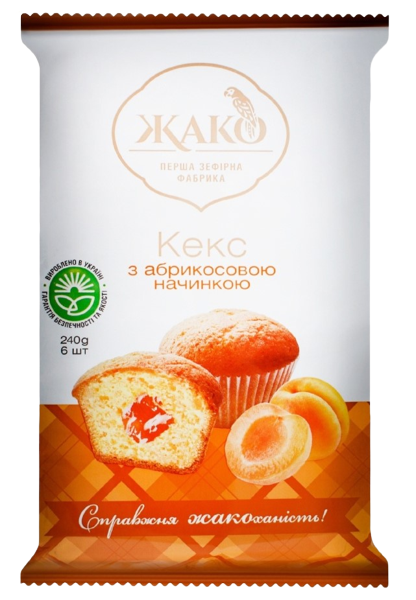 ЖАКО
ПЕРША ЗЕФІРНА
ФАБРИКА
Кекс
з абрикосовою
начинкою
ВИРОБЛЕНО В УКРАЇНІ
ГАРАНТІЯ БЕЗПЕЧНОСТІ ТА ЯКОСТІ
240g
6 шт
Справжня жакоханість!